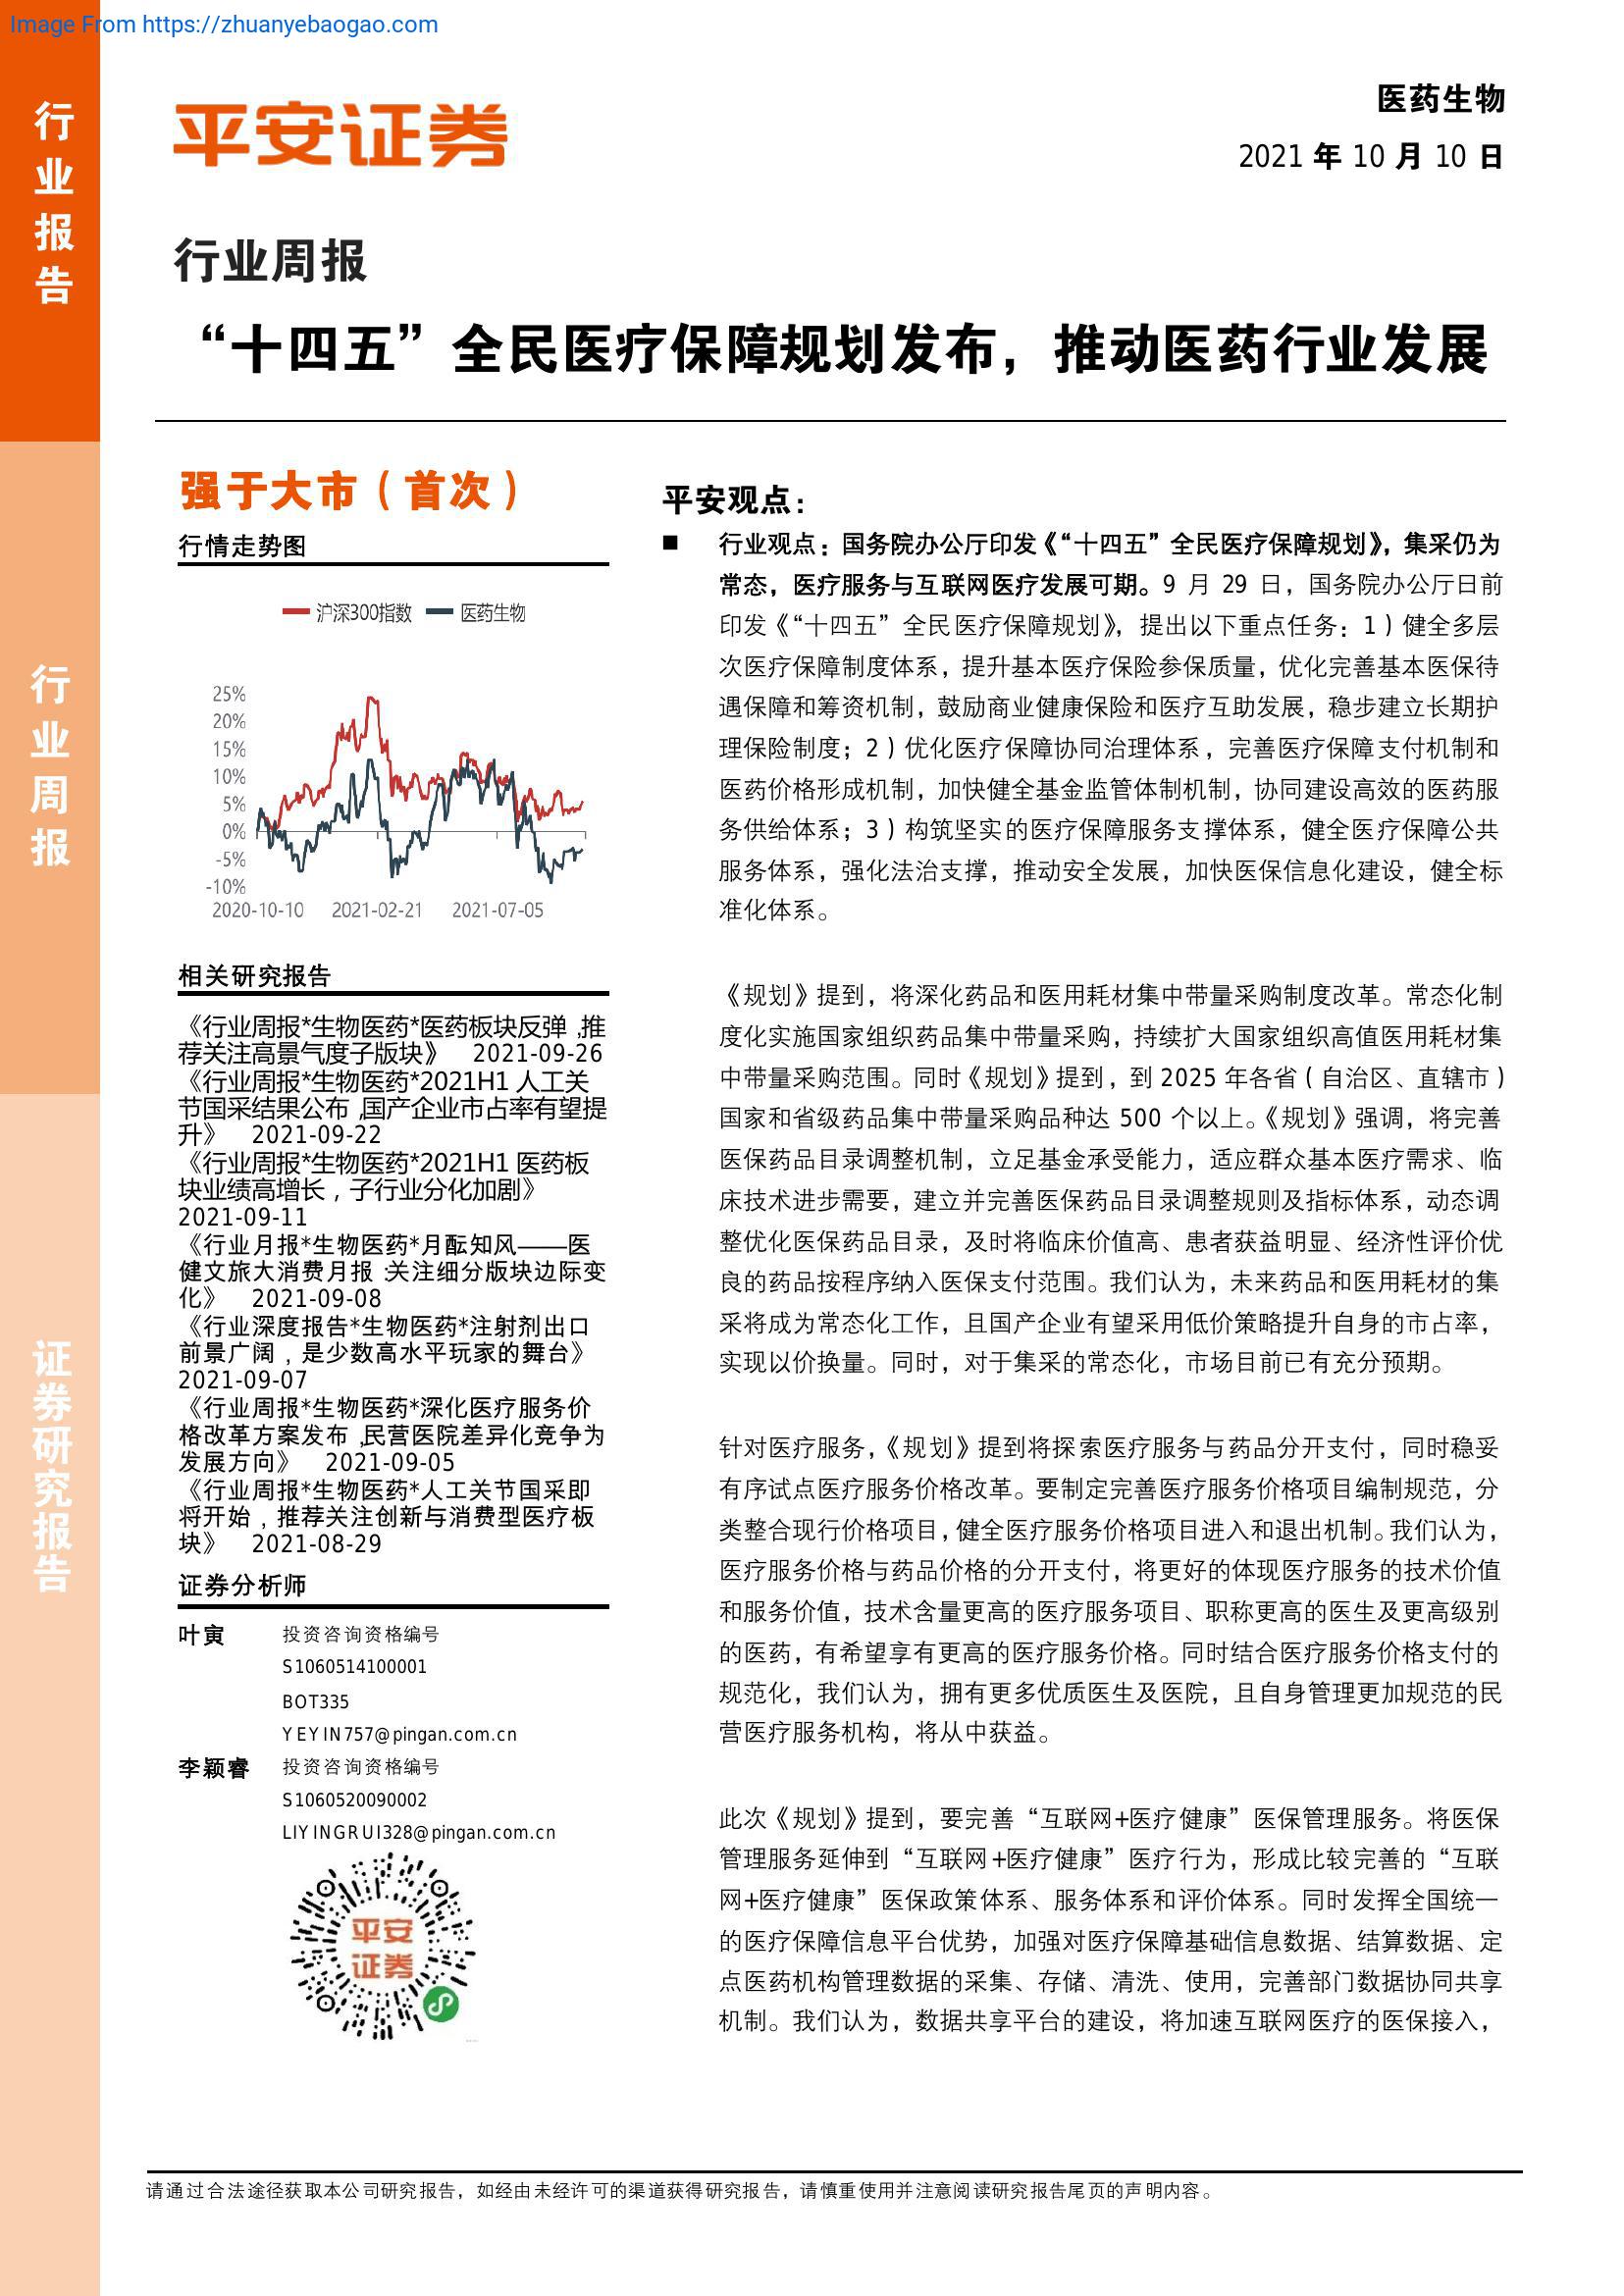 Image From https://zhuanyebaogao.com
行业报告
行业周报
证券研究报告
平安证券
医药生物
2021 年 10 月 10 日
行业周报
“十四五”全民医疗保障规划发布，推动医药行业发展
强于大市（首次）
行情走势图
沪深300指数 医药生物
25%
20%
15%
10%
5%
0%
-5%
-10%
2020-10-10 2021-02-21 2021-07-05
相关研究报告
《行业周报*生物医药*医药板块反弹，推
荐关注高景气度子版块》 2021-09-26
《行业周报*生物医药*2021H1 人工关
节国采结果公布，国产企业市占率有望提
升》 2021-09-22
《行业周报*生物医药*2021H1 医药板
块业绩高增长，子行业分化加剧》
2021-09-11
《行业月报*生物医药*月酝知风——医
健文旅大消费月报：关注细分版块边际变
化》 2021-09-08
《行业深度报告*生物医药*注射剂出口
前景广阔，是少数高水平玩家的舞台》
2021-09-07
《行业周报*生物医药*深化医疗服务价
格改革方案发布，民营医院差异化竞争为
发展方向》 2021-09-05
《行业周报*生物医药*人工关节国采即
将开始，推荐关注创新与消费型医疗板
块》 2021-08-29
证券分析师
叶寅 投资咨询资格编号
S1060514100001
BOT335
YEYIN757@pingan.com.cn
李颖睿 投资咨询资格编号
S1060520090002
LIYINGRUI328@pingan.com.cn
平安
证券
平安观点：
■ 行业观点：国务院办公厅印发《“十四五”全民医疗保障规划》，集采仍为
常态，医疗服务与互联网医疗发展可期。9 月 29 日，国务院办公厅日前
印发《“十四五”全民医疗保障规划》，提出以下重点任务：1）健全多层
次医疗保障制度体系，提升基本医疗保险参保质量，优化完善基本医保待
遇保障和筹资机制，鼓励商业健康保险和医疗互助发展，稳步建立长期护
理保险制度；2）优化医疗保障协同治理体系，完善医疗保障支付机制和
医药价格形成机制，加快健全基金监管体制机制，协同建设高效的医药服
务供给体系；3）构筑坚实的医疗保障服务支撑体系，健全医疗保障公共
服务体系，强化法治支撑，推动安全发展，加快医保信息化建设，健全标
准化体系。
《规划》提到，将深化药品和医用耗材集中带量采购制度改革。常态化制
度化实施国家组织药品集中带量采购，持续扩大国家组织高值医用耗材集
中带量采购范围。同时《规划》提到，到 2025 年各省（自治区、直辖市）
国家和省级药品集中带量采购品种达 500 个以上。《规划》强调，将完善
医保药品目录调整机制，立足基金承受能力，适应群众基本医疗需求、临
床技术进步需要，建立并完善医保药品目录调整规则及指标体系，动态调
整优化医保药品目录，及时将临床价值高、患者获益明显、经济性评价优
良的药品按程序纳入医保支付范围。我们认为，未来药品和医用耗材的集
采将成为常态化工作，且国产企业有望采用低价策略提升自身的市占率，
实现以价换量。同时，对于集采的常态化，市场目前已有充分预期。
针对医疗服务，《规划》提到将探索医疗服务与药品分开支付，同时稳妥
有序试点医疗服务价格改革。要制定完善医疗服务价格项目编制规范，分
类整合现行价格项目，健全医疗服务价格项目进入和退出机制。我们认为，
医疗服务价格与药品价格的分开支付，将更好的体现医疗服务的技术价值
和服务价值，技术含量更高的医疗服务项目、职称更高的医生及更高级别
的医药，有希望享有更高的医疗服务价格。同时结合医疗服务价格支付的
规范化，我们认为，拥有更多优质医生及医院，且自身管理更加规范的民
营医疗服务机构，将从中获益。
此次《规划》提到，要完善“互联网+医疗健康”医保管理服务。将医保
管理服务延伸到“互联网+医疗健康”医疗行为，形成比较完善的“互联
网+医疗健康”医保政策体系、服务体系和评价体系。同时发挥全国统一
的医疗保障信息平台优势，加强对医疗保障基础信息数据、结算数据、定
点医药机构管理数据的采集、存储、清洗、使用，完善部门数据协同共享
机制。我们认为，数据共享平台的建设，将加速互联网医疗的医保接入，
请通过合法途径获取本公司研究报告，如经由未经许可的渠道获得研究报告，请慎重使用并注意阅读研究报告尾页的声明内容。